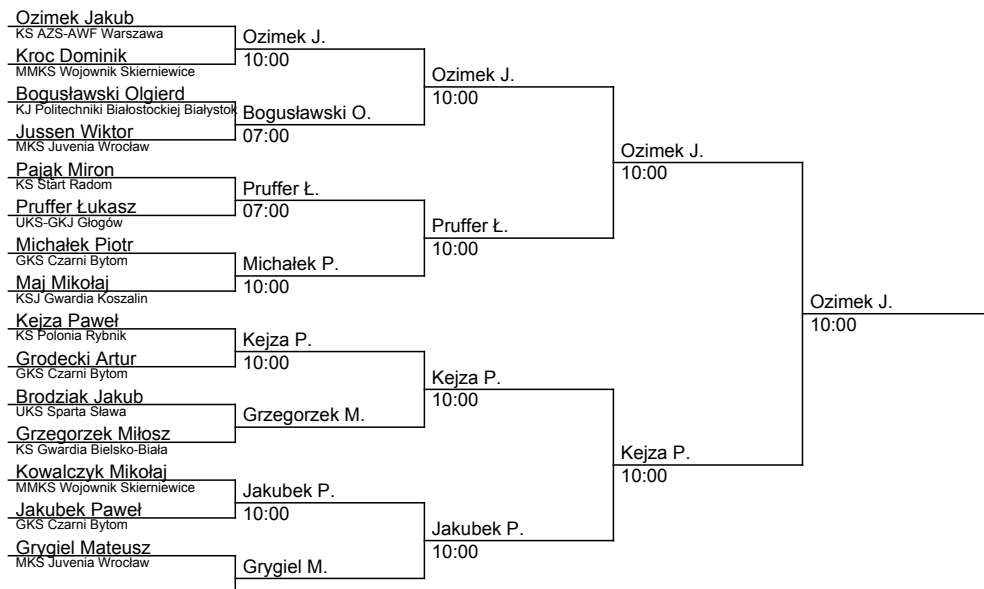 Ozimek Jakub
KS AZS-AWF Warszawa
Kroc Dominik
MMKS Wojownik Skierniewice
Bogusławski Olgierd
KJ Politechniki Białostockiej Białystok
Jussen Wiktor
MKS Juvenia Wrocław
Pająk Miron
KS Start Radom
Pruffer Łukasz
UKS-GKJ Głogów
Michałek Piotr
GKS Czarni Bytom
Maj Mikołaj
KSJ Gwardia Koszalin
Kejza Paweł
KS Polonia Rybnik
Grodecki Artur
GKS Czarni Bytom
Brodziak Jakub
UKS Sparta Sława
Grzegorzek Miłosz
KS Gwardia Bielsko-Biała
Kowalczyk Mikołaj
MMKS Wojownik Skierniewice
Jakubek Paweł
GKS Czarni Bytom
Grygiel Mateusz
MKS Juvenia Wrocław
Ozimek J.
10:00
Bogusławski O.
07:00
Pruffer Ł.
07:00
Michałek P.
10:00
Kejza P.
10:00
Grzegorzek M.
Jakubek P.
10:00
Grygiel M.
Ozimek J.
10:00
Pruffer Ł.
10:00
Kejza P.
10:00
Jakubek P.
10:00
Ozimek J.
10:00
Kejza P.
10:00
Ozimek J.
10:00